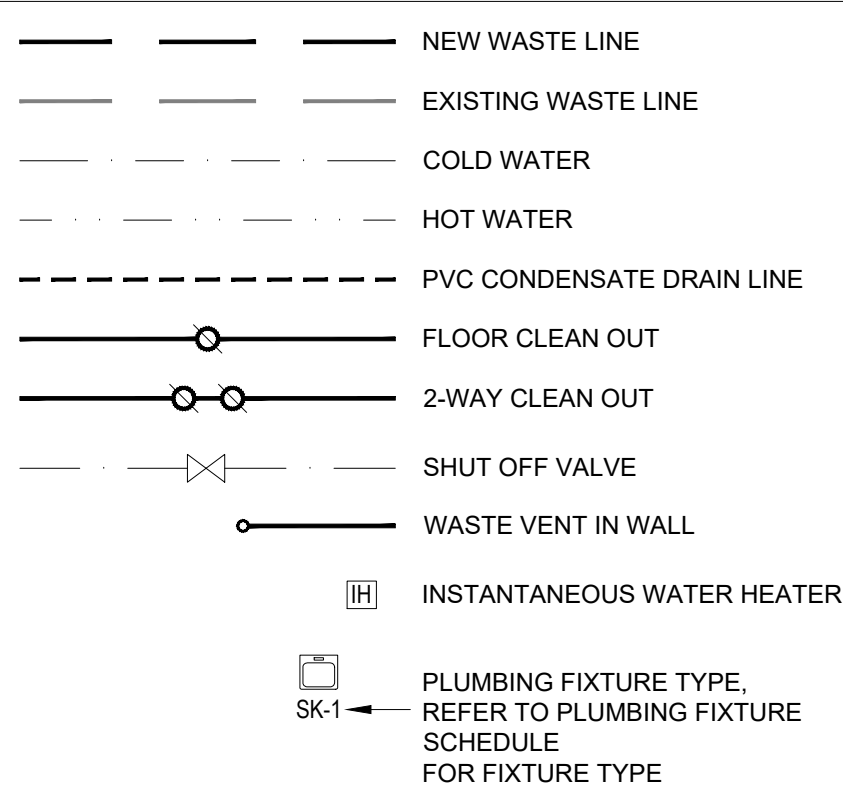 NEW WASTE LINE
EXISTING WASTE LINE
COLD WATER
HOT WATER
PVC CONDENSATE DRAIN LINE
FLOOR CLEAN OUT
2-WAY CLEAN OUT
SHUT OFF VALVE
WASTE VENT IN WALL
IH INSTANTANEOUS WATER HEATER
PLUMBING FIXTURE TYPE,
SK-1 REFER TO PLUMBING FIXTURE
SCHEDULE
FOR FIXTURE TYPE